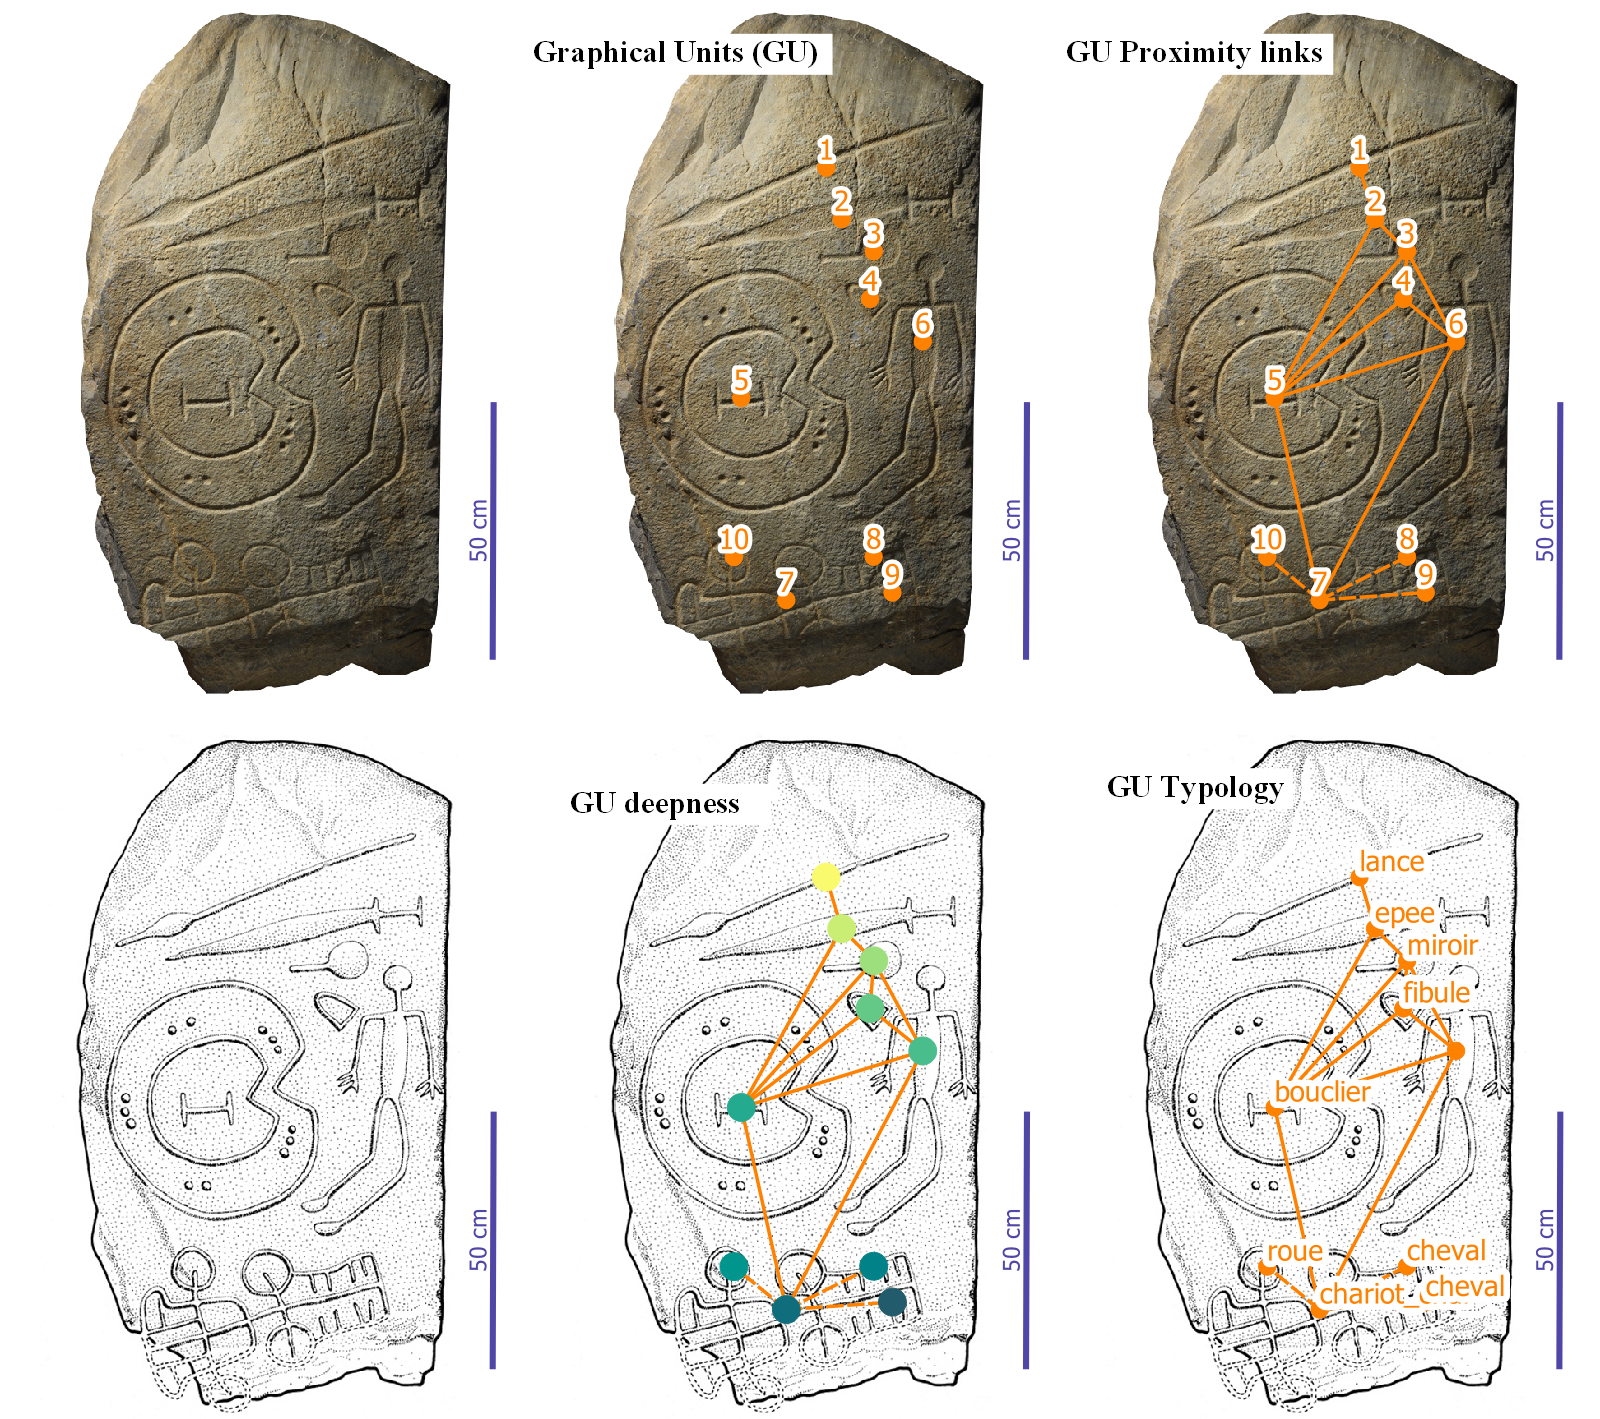 Graphical Units (GU)
GU Proximity links
1
2
3
4
6
5
10
8
7
9
50 cm
1
2
3
4
6
5
10
8
7
9
50 cm
50 cm
GU deepness
GU Typology
lance
epee
miroir
fibule
bouclier
roue
cheval
cheval
50 cm
50 cm
50 cm